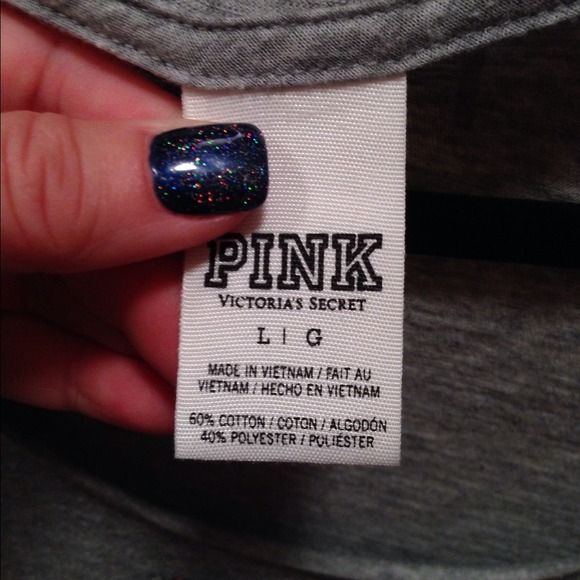 PINK
VICTORIA'S SECRET
L | G
MADE IN VIETNAM / FAIT AU
VIETNAM / HECHO EN VIETNAM
60% COTTON / COTON / ALGODÓN
40% POLYESTER / POLIÉSTER